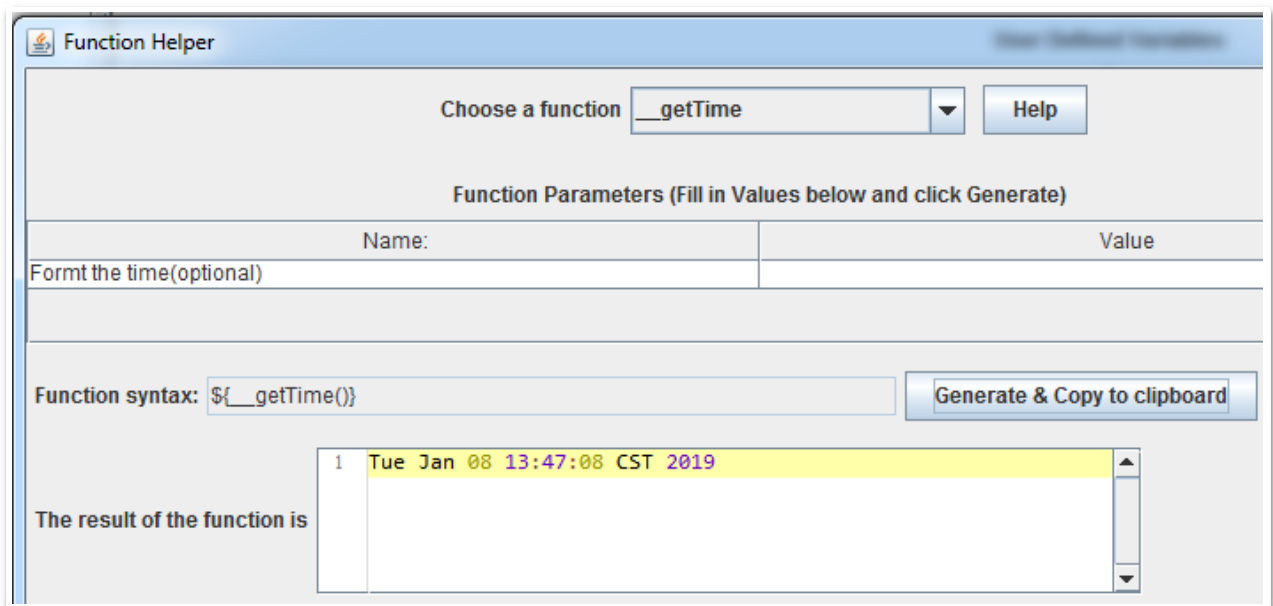 Function Helper
Choose a function __getTime Help
Function Parameters (Fill in Values below and click Generate)
Name: Value
Formt the time(optional)
Function syntax: ${__getTime()} Generate & Copy to clipboard
1 Tue Jan 08 13:47:08 CST 2019
The result of the function is